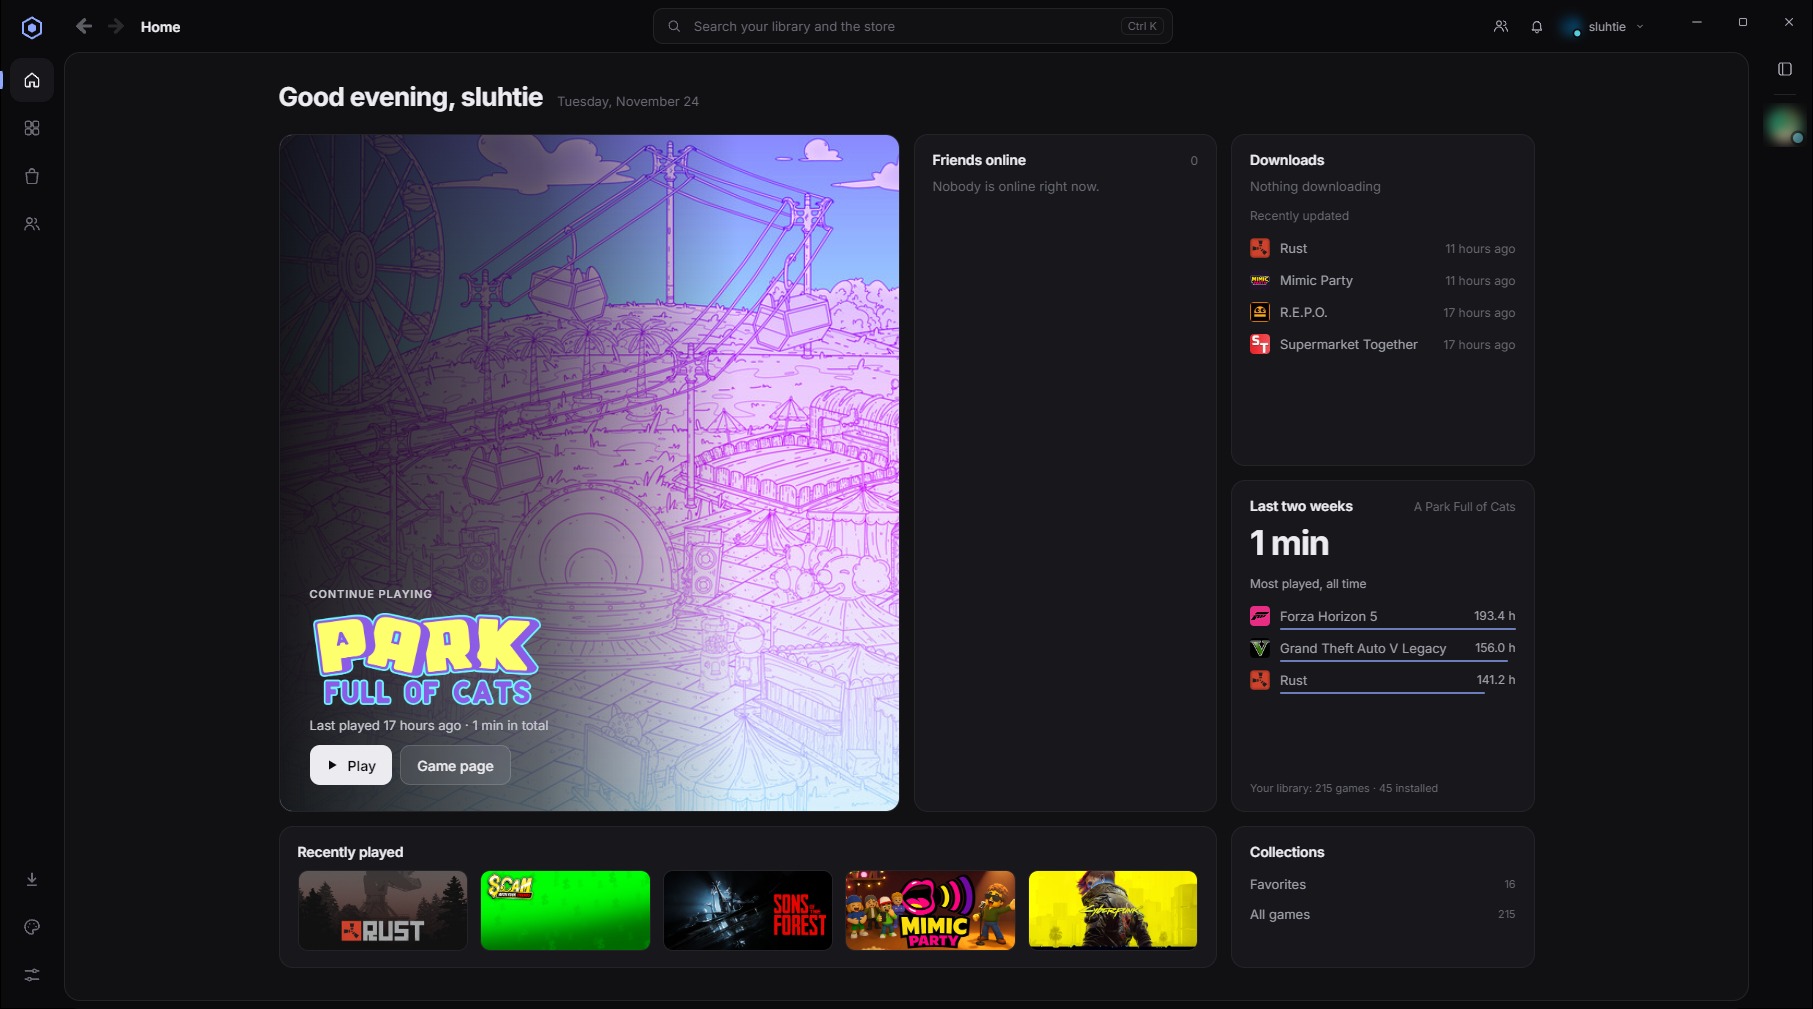 Home
Search your library and the store
Ctrl K
sluhtie
Good evening, sluhtie
Tuesday, November 24
CONTINUE PLAYING
A PARK
FULL OF CATS
Last played 17 hours ago · 1 min in total
Play
Game page
Friends online
0
Nobody is online right now.
Downloads
Nothing downloading
Recently updated
Rust
11 hours ago
Mimic Party
11 hours ago
R.E.P.O.
17 hours ago
Supermarket Together
17 hours ago
Last two weeks
A Park Full of Cats
1 min
Most played, all time
Forza Horizon 5
193.4 h
Grand Theft Auto V Legacy
156.0 h
Rust
141.2 h
Your library: 215 games · 45 installed
Recently played
RUST
SCAM
SONS
OF THE
FOREST
MIMIC
PARTY
CYBERPUNK
Collections
Favorites
16
All games
215